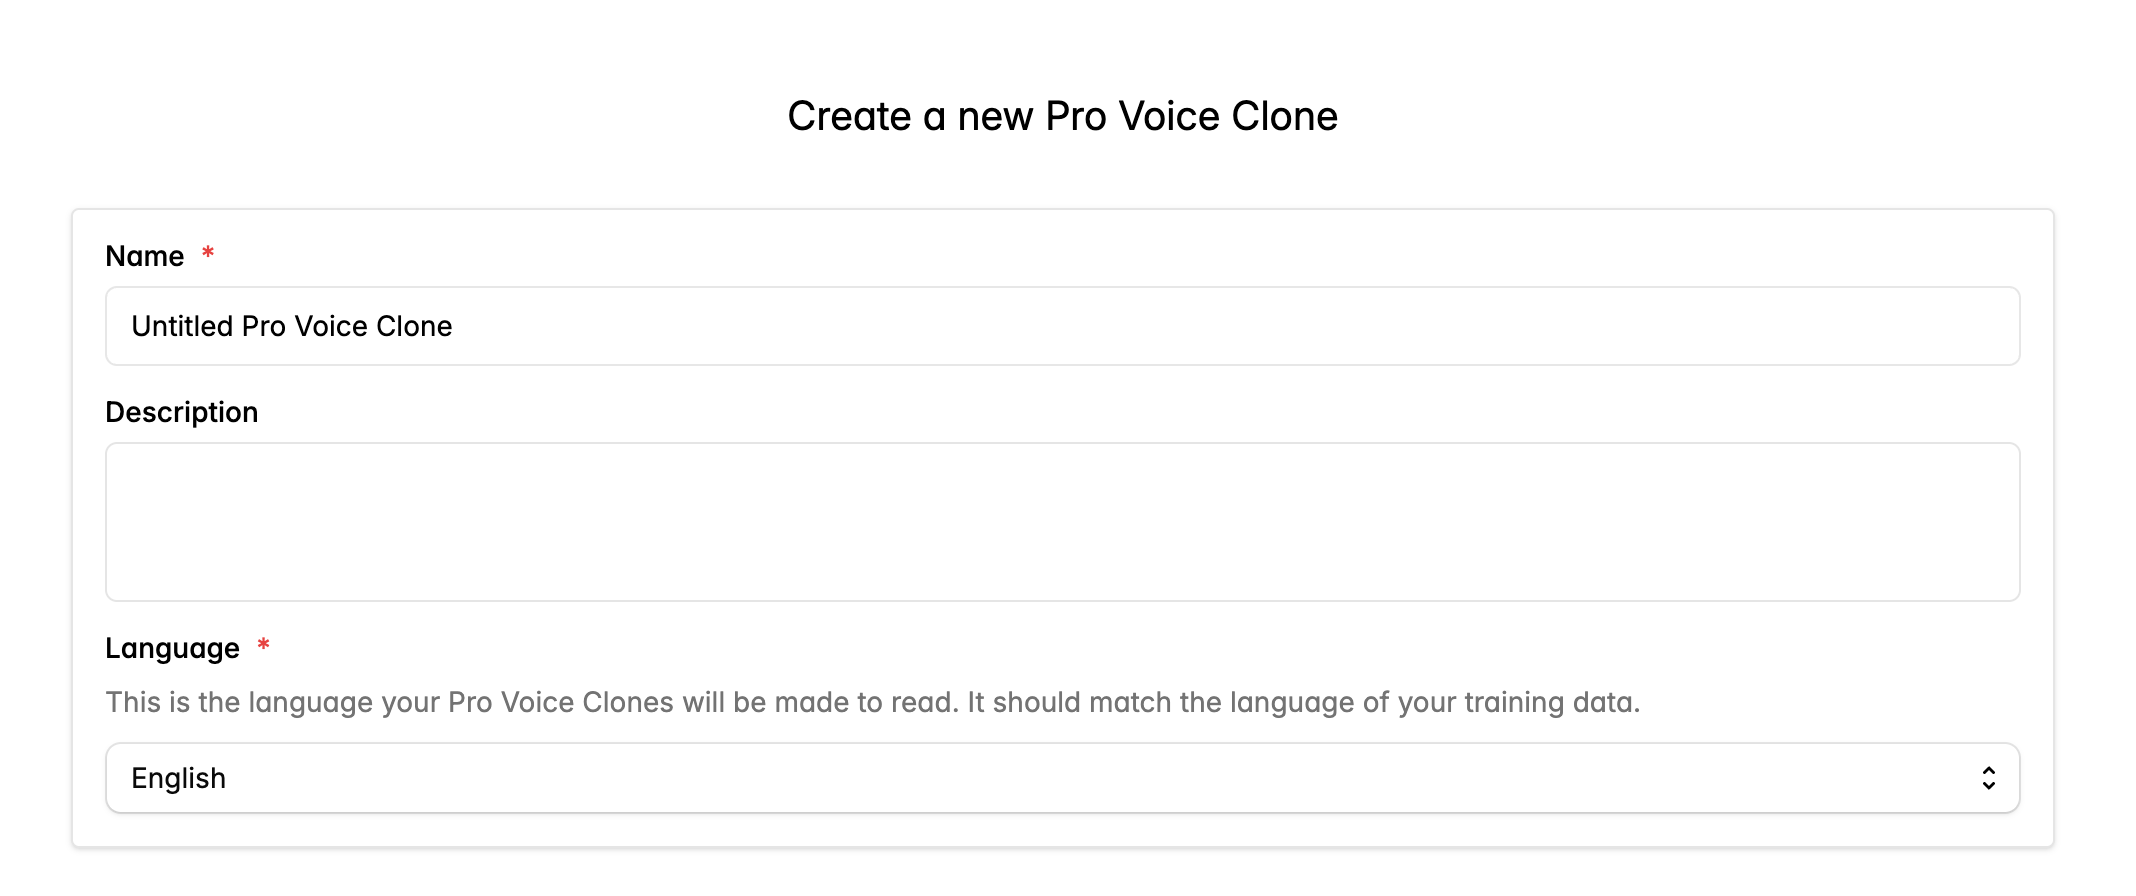 Create a new Pro Voice Clone
Name *
Untitled Pro Voice Clone
Description
Language *
This is the language your Pro Voice Clones will be made to read. It should match the language of your training data.
English